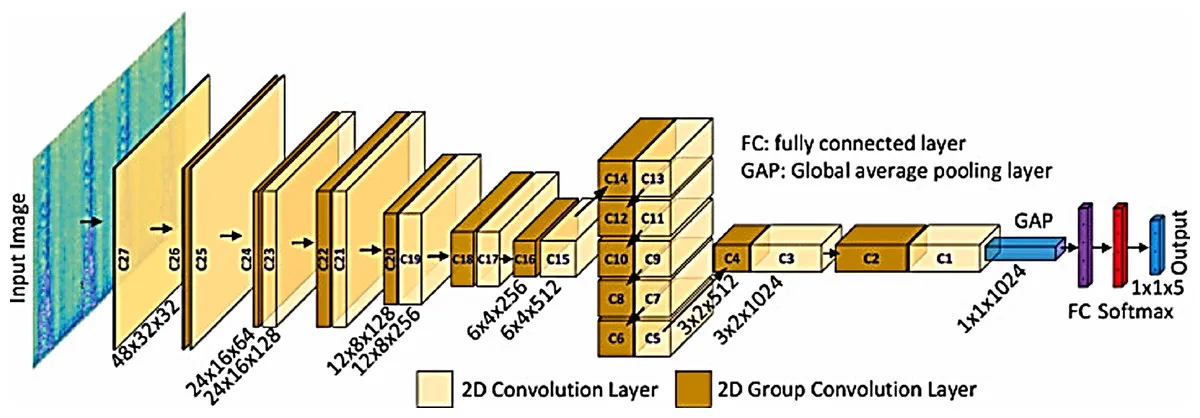 FC: fully connected layer
GAP: Global average pooling layer
Input Image
C27
C26
C25
C24
C23
C22
C21
C20
C19
C18
C17
C16
C15
C14
C13
C12
C11
C10
C9
C8
C7
C6
C5
C4
C3
C2
C1
GAP
48x32x32
24x16x64
24x16x128
12x8x128
12x8x256
6x4x256
6x4x512
3x2x512
3x2x1024
1x1x1024
FC Softmax
1x1x5
Output
2D Convolution Layer
2D Group Convolution Layer